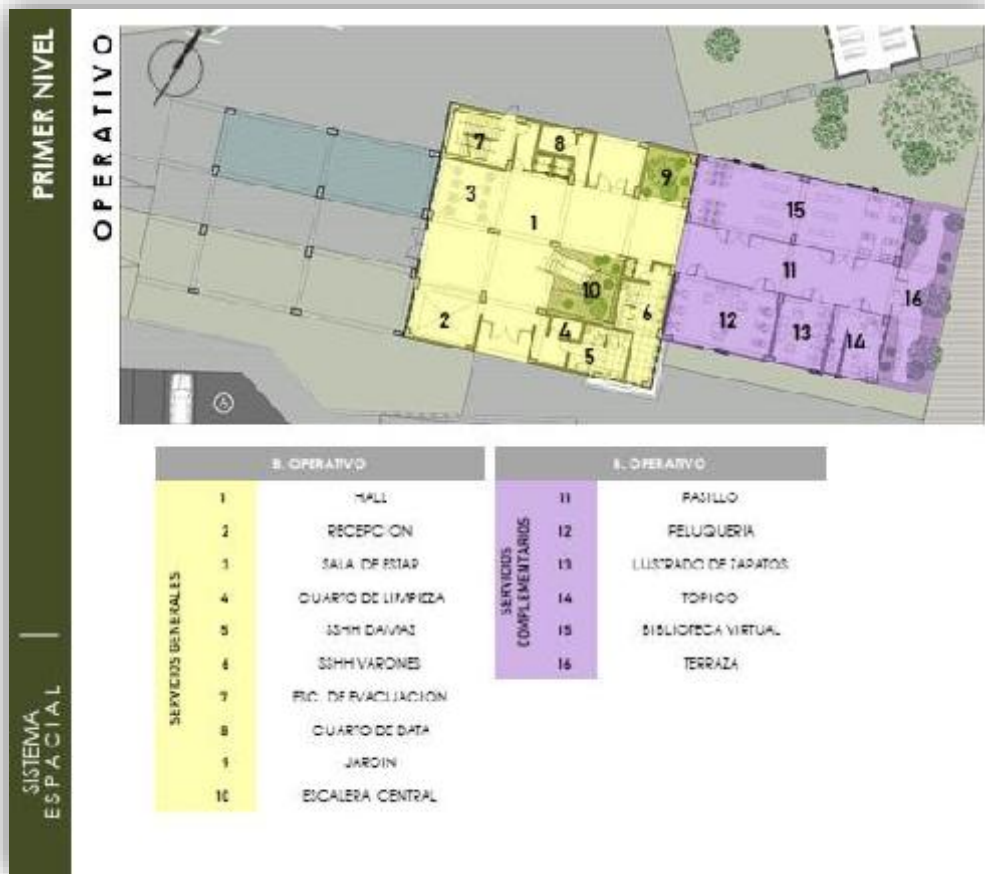 PRIMER NIVEL
SISTEMA
ESPACIAL
OPERATIVO
7
8
9
3
1
15
10
11
16
2
6
12
13
14
4
5
B. OPERATIVO
SERVICIOS GENERALES
1 HALL
2 RECEPCION
3 SALA DE ESTAR
4 CUARTO DE LIMPIEZA
5 SSHH DAMAS
6 SSHH VARONES
7 ESC. DE EVACUACION
8 CUARTO DE DATA
9 JARDIN
10 ESCALERA CENTRAL
B. OPERATIVO
SERVICIOS
COMPLEMENTARIOS
11 PASILLO
12 PELUQUERIA
13 LUSTRADO DE ZAPATOS
14 TOPICO
15 BIBLIOTECA VIRTUAL
16 TERRAZA